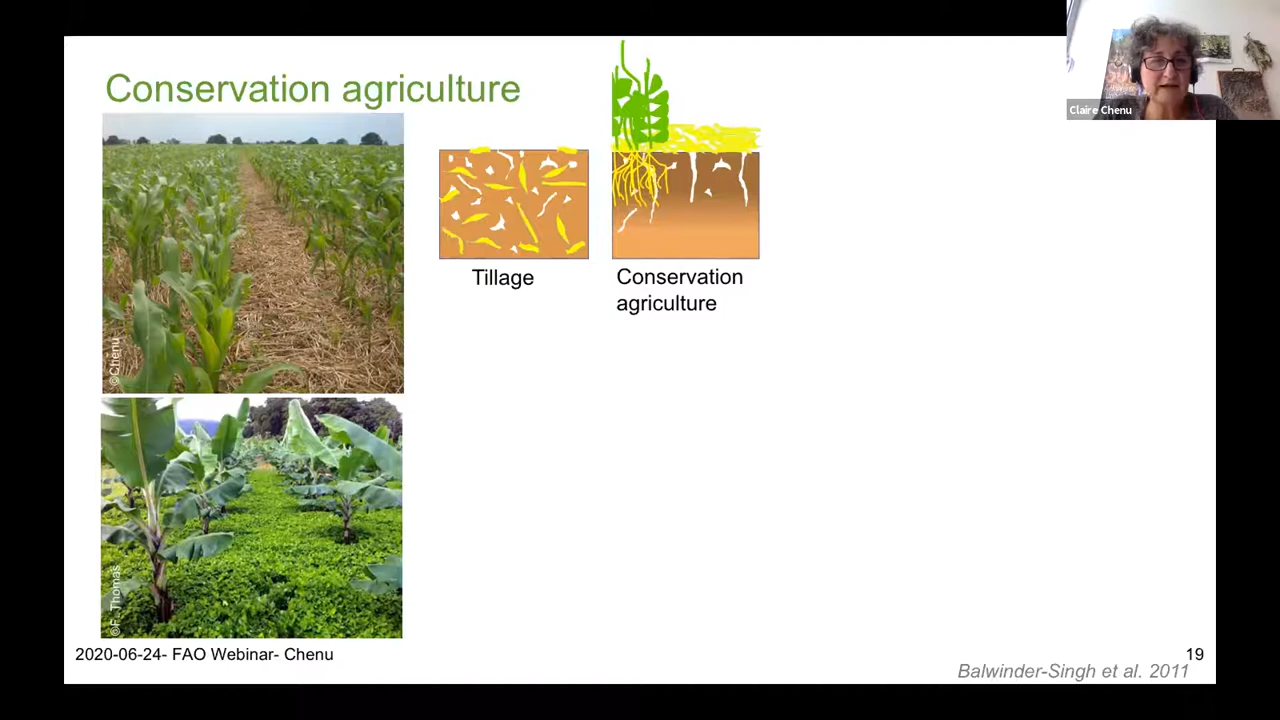 Conservation agriculture
Claire Chenu
Tillage
Conservation
agriculture
©Chenu
©F. Thomas
2020-06-24- FAO Webinar- Chenu
19
Balwinder-Singh et al. 2011